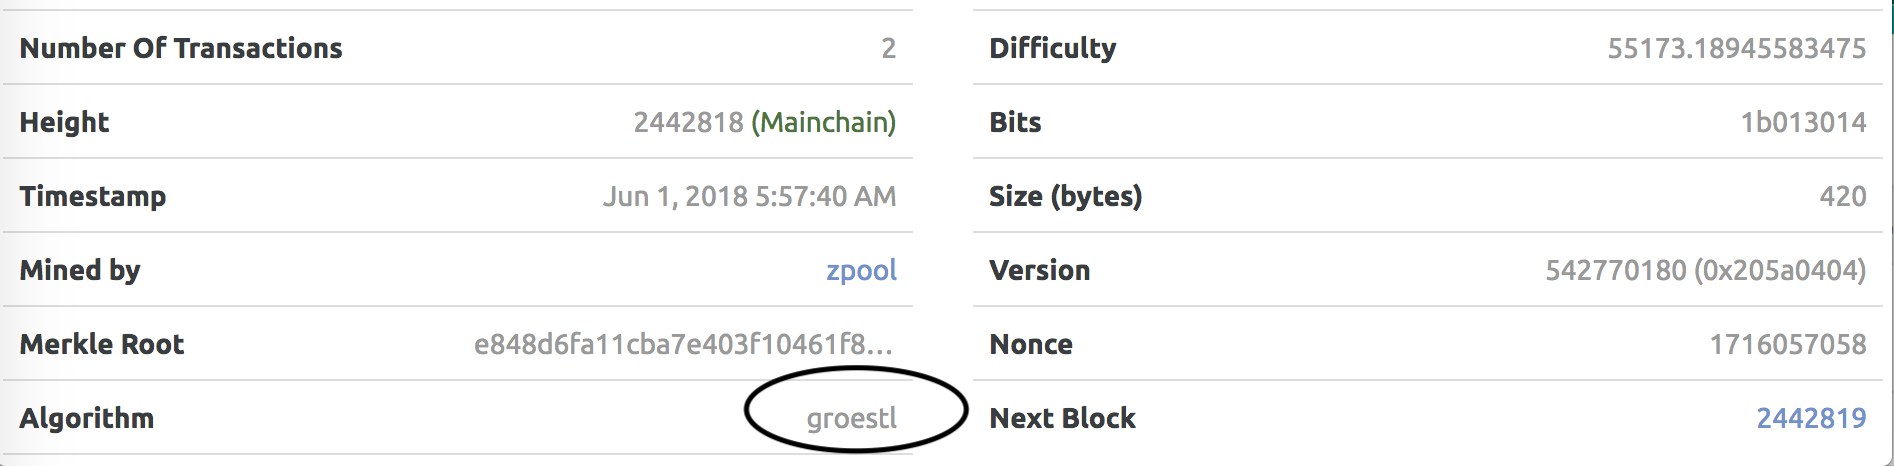 Number Of Transactions 2
Difficulty 55173.18945583475
Height 2442818 (Mainchain)
Bits 1b013014
Timestamp Jun 1, 2018 5:57:40 AM
Size (bytes) 420
Mined by zpool
Version 542770180 (0x205a0404)
Merkle Root e848d6fa11cba7e403f10461f8...
Nonce 1716057058
Algorithm groestl
Next Block 2442819